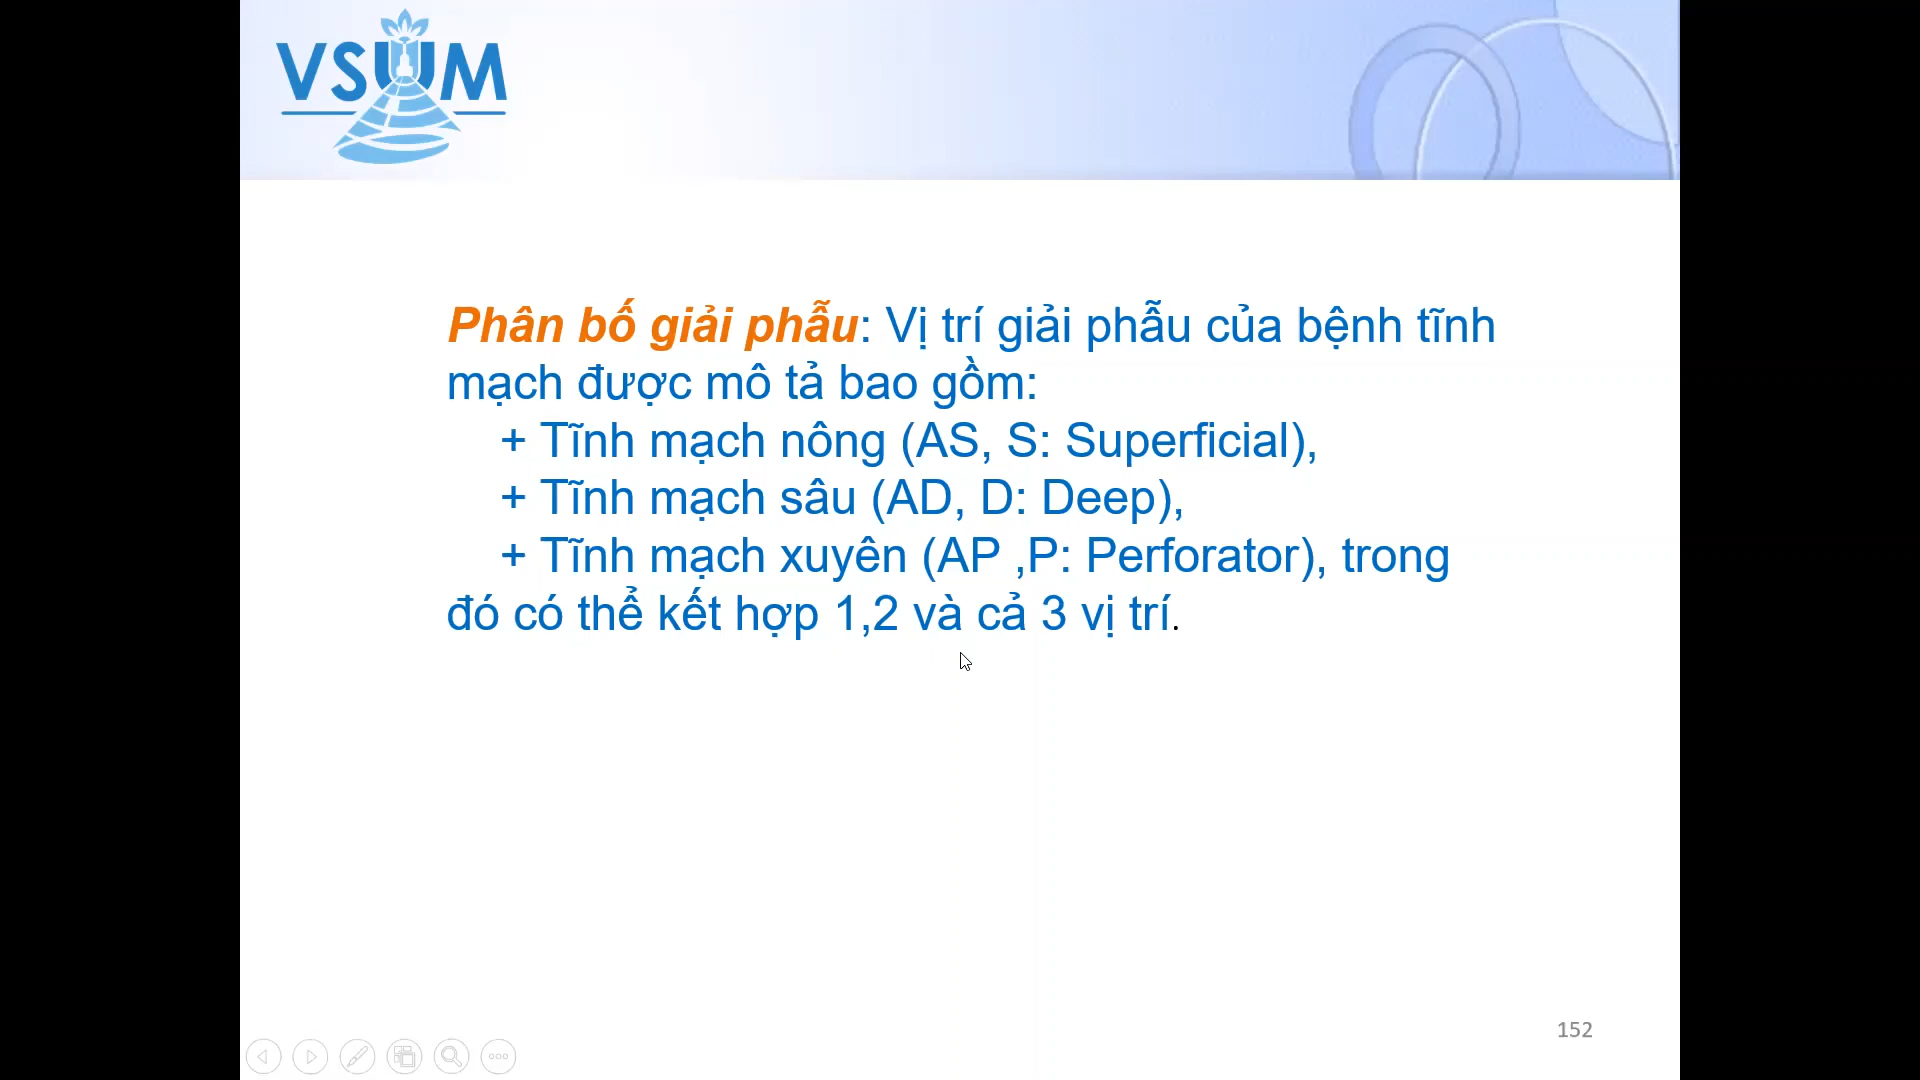 VSUM
Phân bố giải phẫu: Vị trí giải phẫu của bệnh tĩnh
mạch được mô tả bao gồm:
+ Tĩnh mạch nông (AS, S: Superficial),
+ Tĩnh mạch sâu (AD, D: Deep),
+ Tĩnh mạch xuyên (AP ,P: Perforator), trong
đó có thể kết hợp 1,2 và cả 3 vị trí.
152